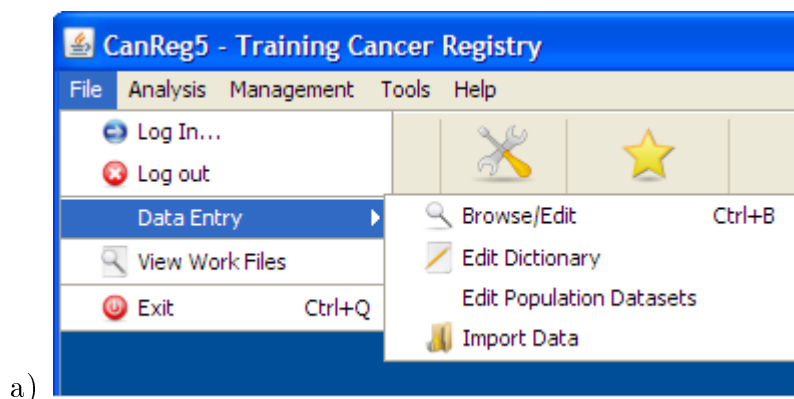 CanReg5 - Training Cancer Registry
File Analysis Management Tools Help
Log In...
Log out
Data Entry
Browse/Edit Ctrl+B
View Work Files
Edit Dictionary
Edit Population Datasets
Exit Ctrl+Q
Import Data
a)